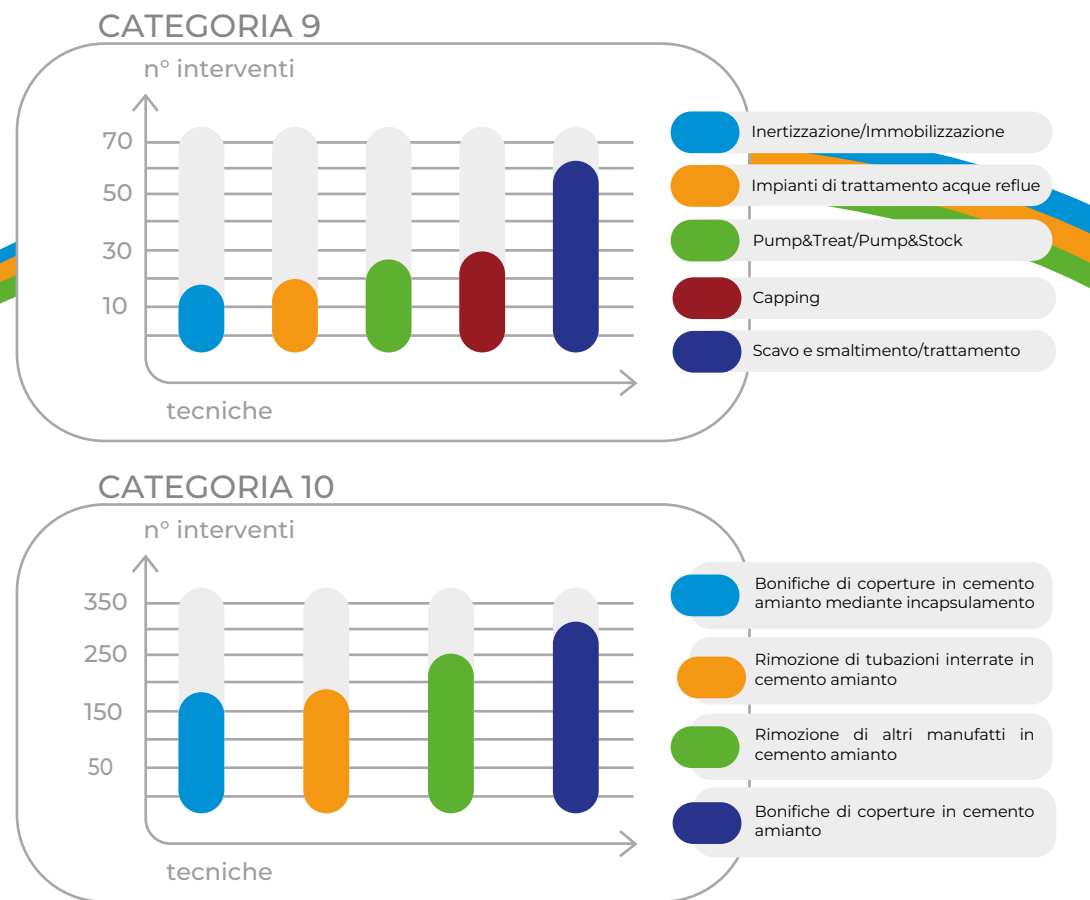 CATEGORIA 9
n° interventi
70
50
30
10
tecniche
Inertizzazione/Immobilizzazione
Impianti di trattamento acque reflue
Pump&Treat/Pump&Stock
Capping
Scavo e smaltimento/trattamento
CATEGORIA 10
n° interventi
350
250
150
50
tecniche
Bonifiche di coperture in cemento
amianto mediante incapsulamento
Rimozione di tubazioni interrate in
cemento amianto
Rimozione di altri manufatti in
cemento amianto
Bonifiche di coperture in cemento
amianto